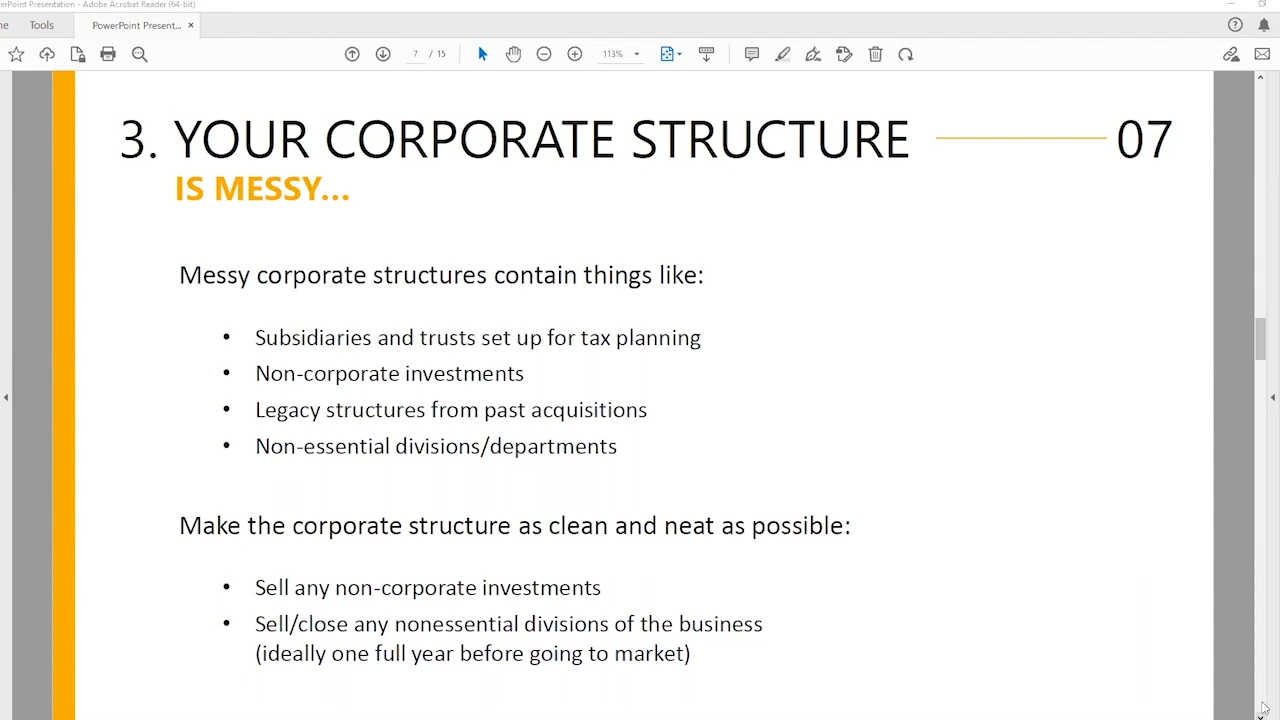 erPoint Presentation - Adobe Acrobat Reader (64-bit)
ne Tools PowerPoint Present... ×
7 / 15 113%
3. YOUR CORPORATE STRUCTURE 07
IS MESSY...
Messy corporate structures contain things like:
• Subsidiaries and trusts set up for tax planning
• Non-corporate investments
• Legacy structures from past acquisitions
• Non-essential divisions/departments
Make the corporate structure as clean and neat as possible:
• Sell any non-corporate investments
• Sell/close any nonessential divisions of the business
(ideally one full year before going to market)